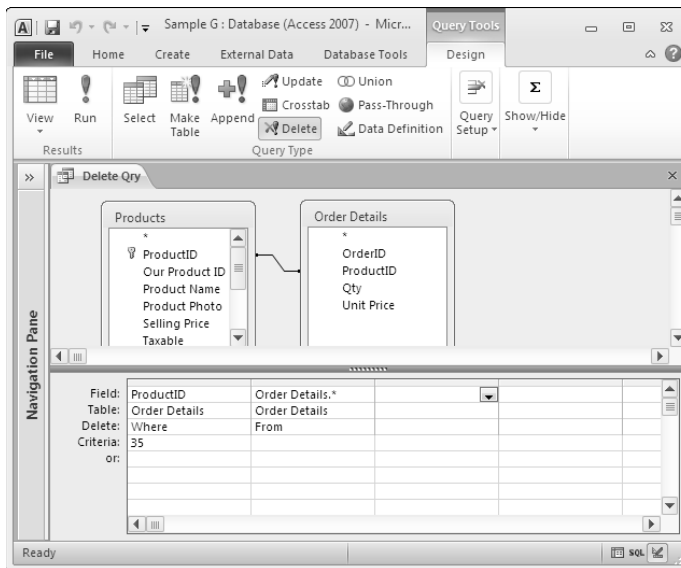 Sample G : Database (Access 2007) - Micr...
Query Tools
File Home Create External Data Database Tools Design
View
Run
Select
Make Table
Append
Update
Union
Crosstab
Pass-Through
Delete
Data Definition
Query Setup
Show/Hide
Results
Query Type
Delete Qry
Navigation Pane
Products
*
ProductID
Our Product ID
Product Name
Product Photo
Selling Price
Taxable
Order Details
*
OrderID
ProductID
Qty
Unit Price
Field: ProductID Order Details.*
Table: Order Details Order Details
Delete: Where From
Criteria: 35
or:
Ready
SQL